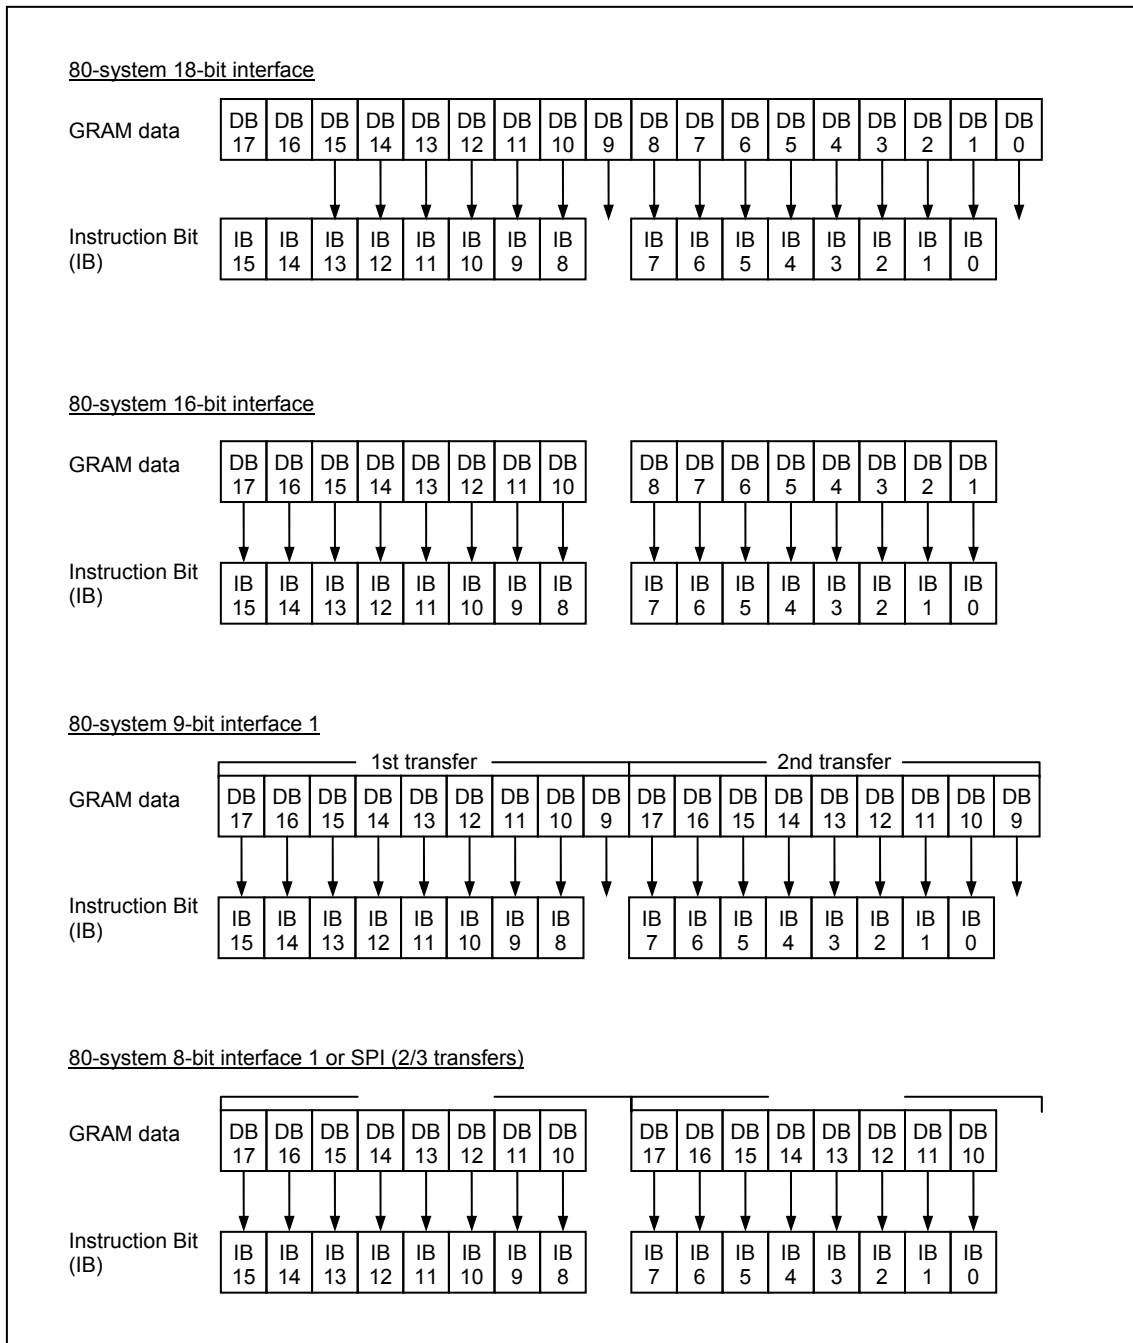 80-system 18-bit interface
GRAM data DB 17 DB 16 DB 15 DB 14 DB 13 DB 12 DB 11 DB 10 DB 9 DB 8 DB 7 DB 6 DB 5 DB 4 DB 3 DB 2 DB 1 DB 0
Instruction Bit (IB) IB 15 IB 14 IB 13 IB 12 IB 11 IB 10 IB 9 IB 8 IB 7 IB 6 IB 5 IB 4 IB 3 IB 2 IB 1 IB 0
80-system 16-bit interface
GRAM data DB 17 DB 16 DB 15 DB 14 DB 13 DB 12 DB 11 DB 10 DB 8 DB 7 DB 6 DB 5 DB 4 DB 3 DB 2 DB 1
Instruction Bit (IB) IB 15 IB 14 IB 13 IB 12 IB 11 IB 10 IB 9 IB 8 IB 7 IB 6 IB 5 IB 4 IB 3 IB 2 IB 1 IB 0
80-system 9-bit interface 1
1st transfer 2nd transfer
GRAM data DB 17 DB 16 DB 15 DB 14 DB 13 DB 12 DB 11 DB 10 DB 9 DB 17 DB 16 DB 15 DB 14 DB 13 DB 12 DB 11 DB 10 DB 9
Instruction Bit (IB) IB 15 IB 14 IB 13 IB 12 IB 11 IB 10 IB 9 IB 8 IB 7 IB 6 IB 5 IB 4 IB 3 IB 2 IB 1 IB 0
80-system 8-bit interface 1 or SPI (2/3 transfers)
GRAM data DB 17 DB 16 DB 15 DB 14 DB 13 DB 12 DB 11 DB 10 DB 17 DB 16 DB 15 DB 14 DB 13 DB 12 DB 11 DB 10
Instruction Bit (IB) IB 15 IB 14 IB 13 IB 12 IB 11 IB 10 IB 9 IB 8 IB 7 IB 6 IB 5 IB 4 IB 3 IB 2 IB 1 IB 0